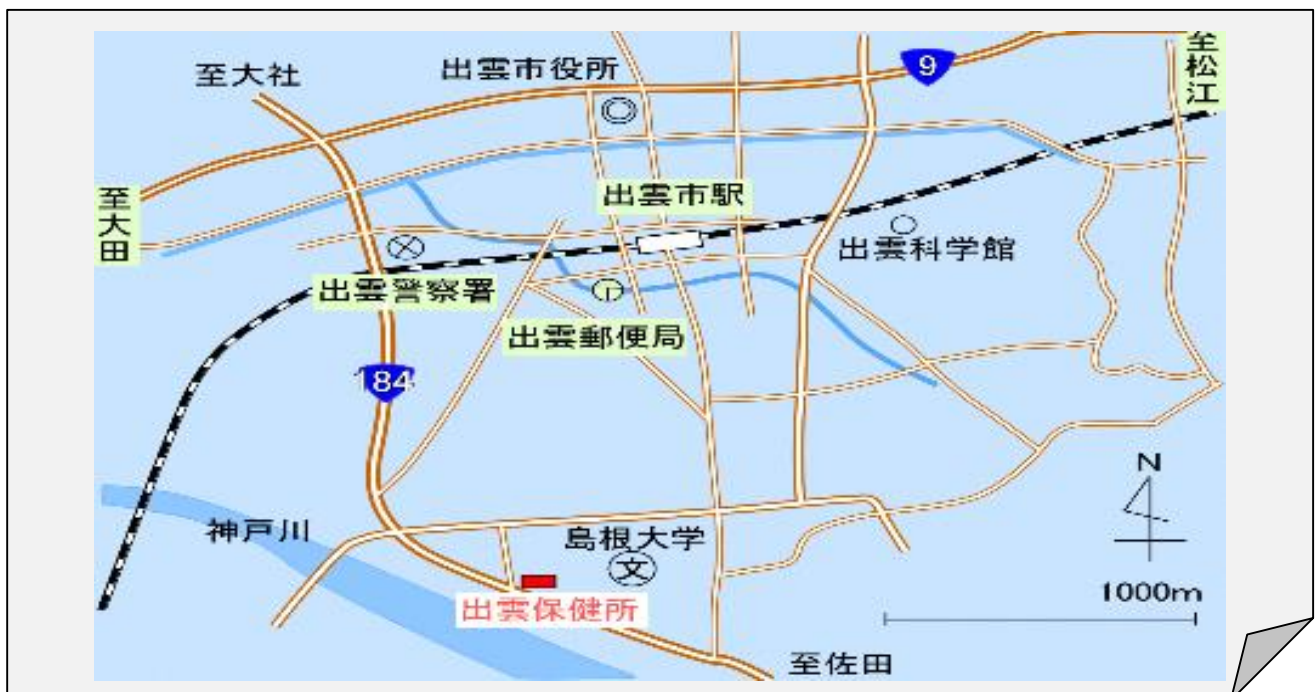 至大社
出雲市役所
9
至松江
至大田
出雲市駅
出雲科学館
出雲警察署
出雲郵便局
184
N
神戸川
島根大学
文
1000m
出雲保健所
至佐田